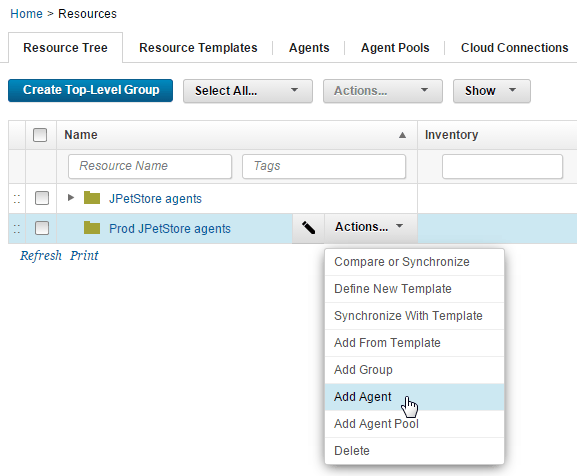 Home > Resources
Resource Tree Resource Templates Agents Agent Pools Cloud Connections
Create Top-Level Group Select All... Actions... Show
Name Inventory
Resource Name Tags
JPetStore agents
Prod JPetStore agents Actions...
Refresh Print
Compare or Synchronize
Define New Template
Synchronize With Template
Add From Template
Add Group
Add Agent
Add Agent Pool
Delete